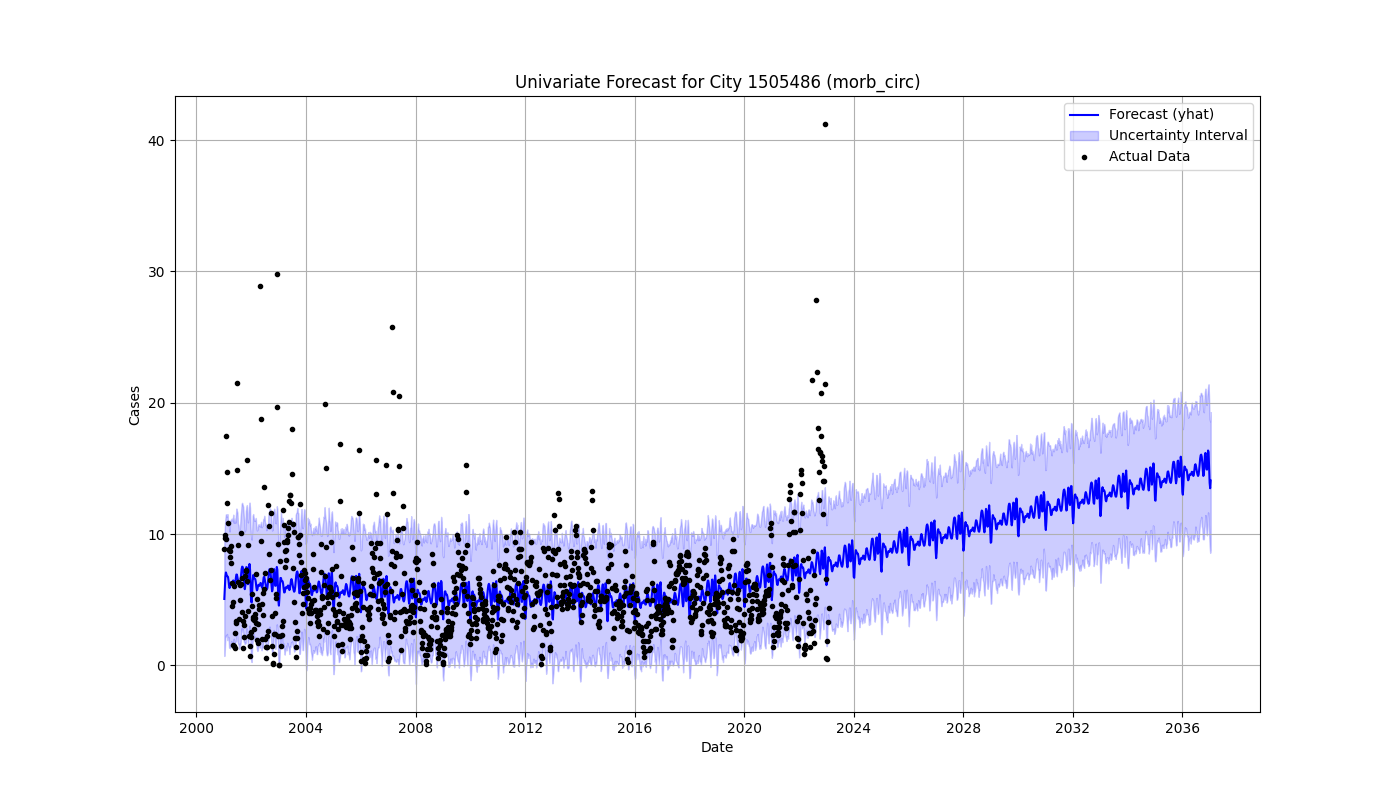 Univariate Forecast for City 1505486 (morb_circ)
Forecast (yhat)
Uncertainty Interval
Actual Data
40
30
20
10
0
Cases
2000 2004 2008 2012 2016 2020 2024 2028 2032 2036
Date